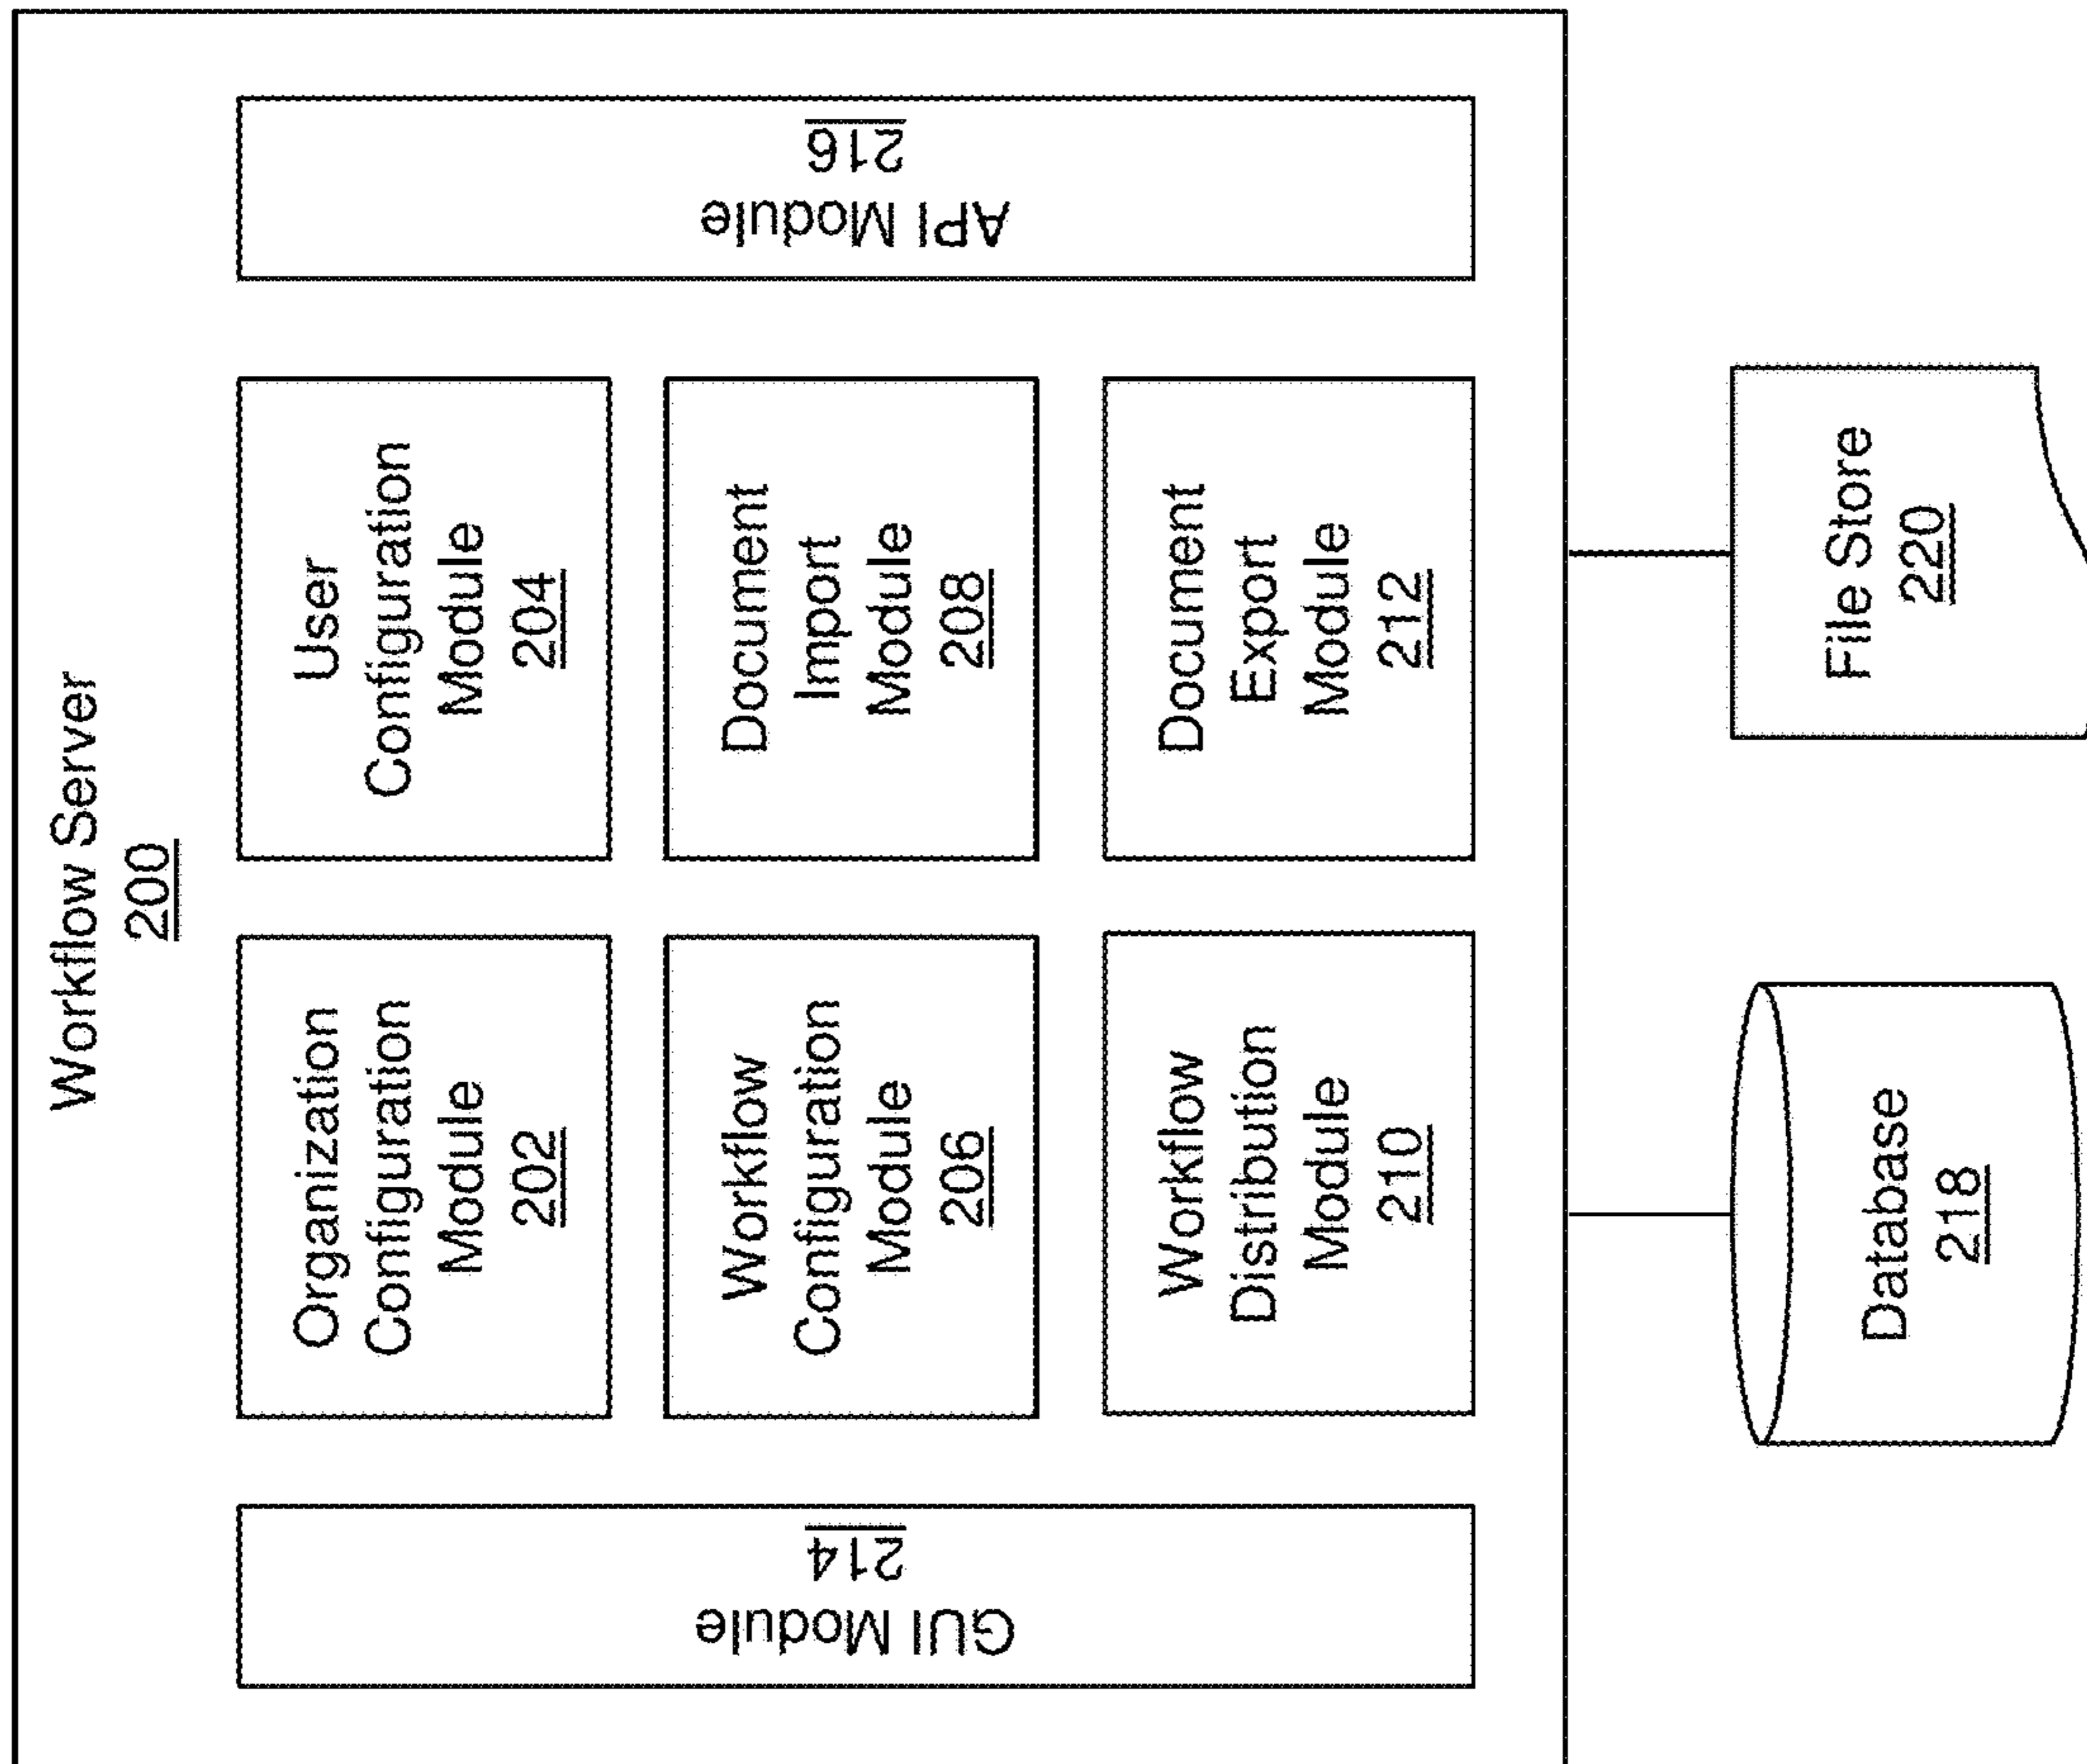 Workflow Server
200
GUI Module
214
Organization
Configuration
Module
202
User
Configuration
Module
204
Workflow
Configuration
Module
206
Document
Import
Module
208
Workflow
Distribution
Module
210
Document
Export
Module
212
API Module
216
Database
218
File Store
220